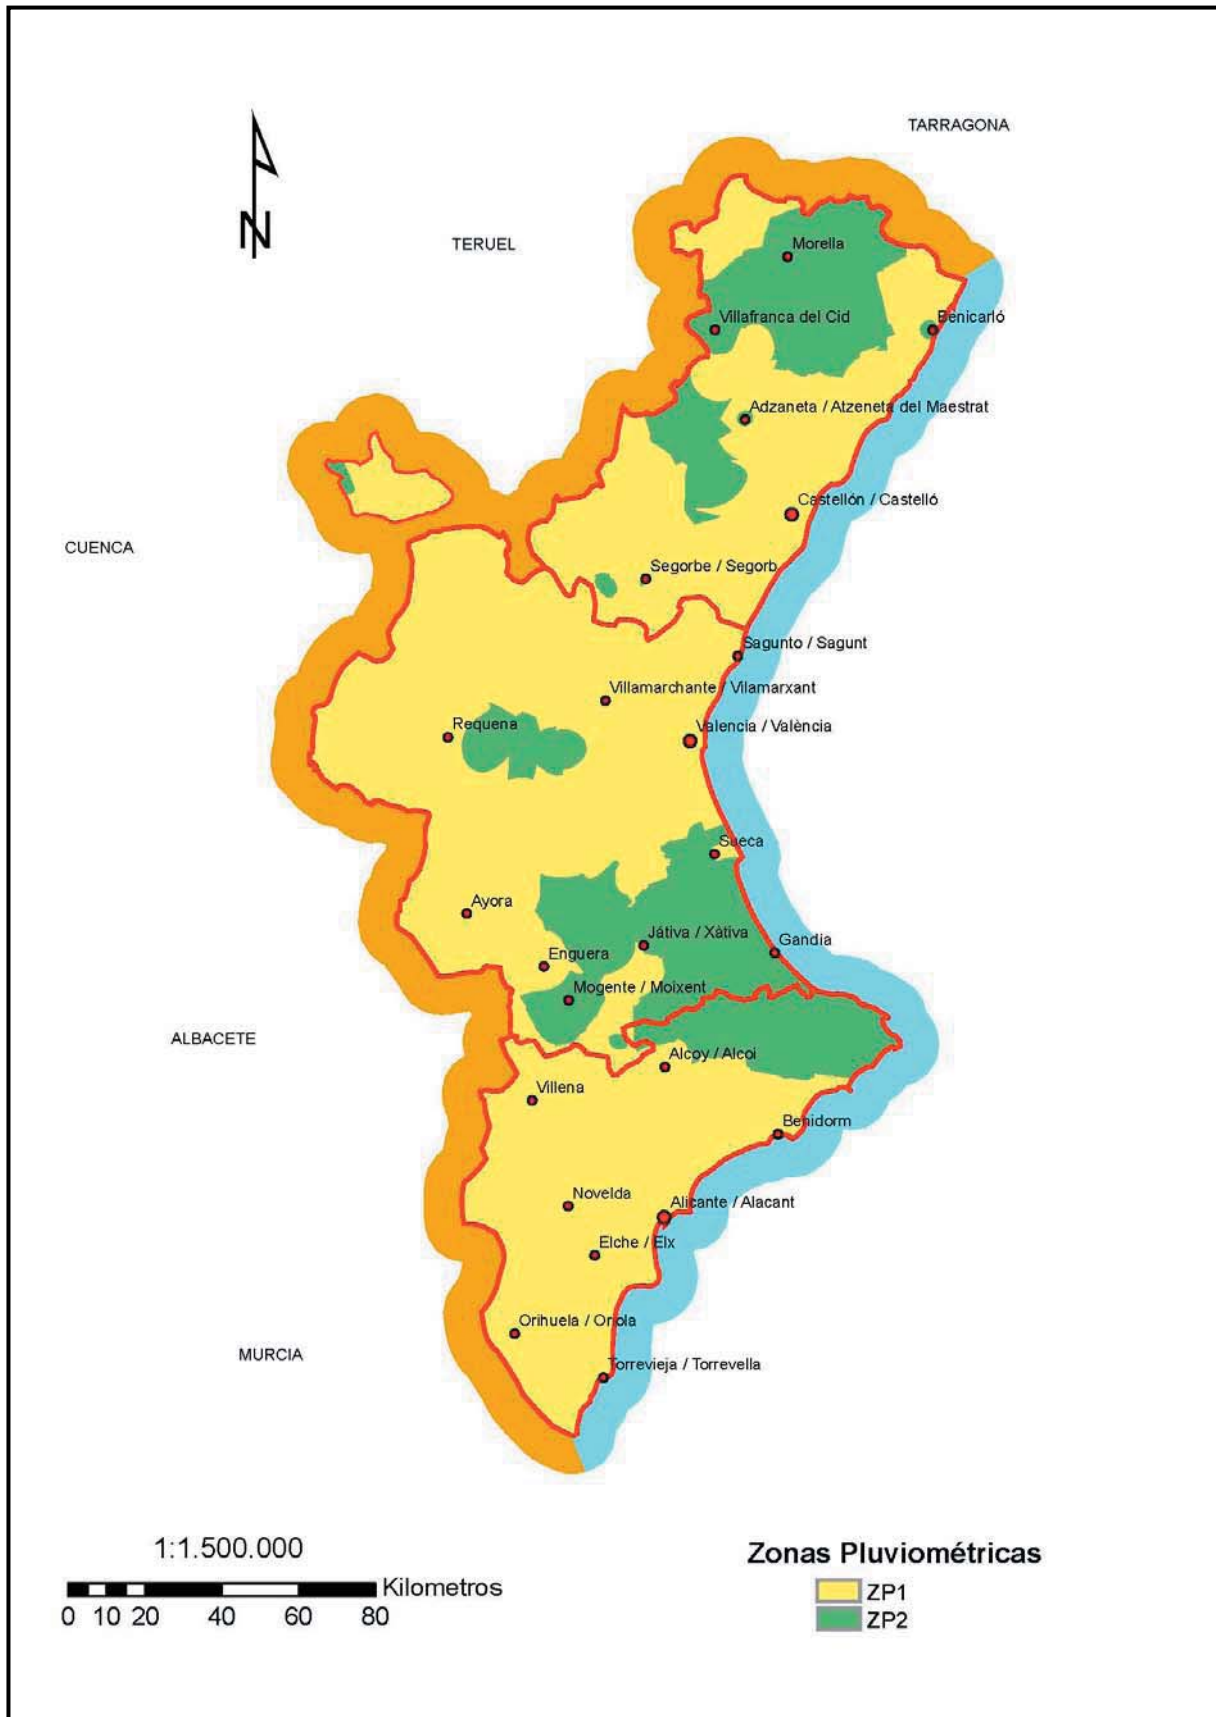 TARRAGONA
N
TERUEL
Morella
Villafranca del Cid
Benicarló
Adzaneta / Atzeneta del Maestrat
Castellón / Castelló
CUENCA
Segorbe / Segorb
Sagunto / Sagunt
Villamarchante / Vilamarxant
Requena
Valencia / València
Sueca
Ayora
Játiva / Xàtiva
Gandia
Enguera
Mogente / Moixent
ALBACETE
Alcoy / Alcoi
Villena
Benidorm
Novelda
Alicante / Alacant
Elche / Elx
Orihuela / Oriola
MURCIA
Torrevieja / Torrevella
1:1.500.000
Kilometros
0 10 20 40 60 80
Zonas Pluviométricas
ZP1
ZP2